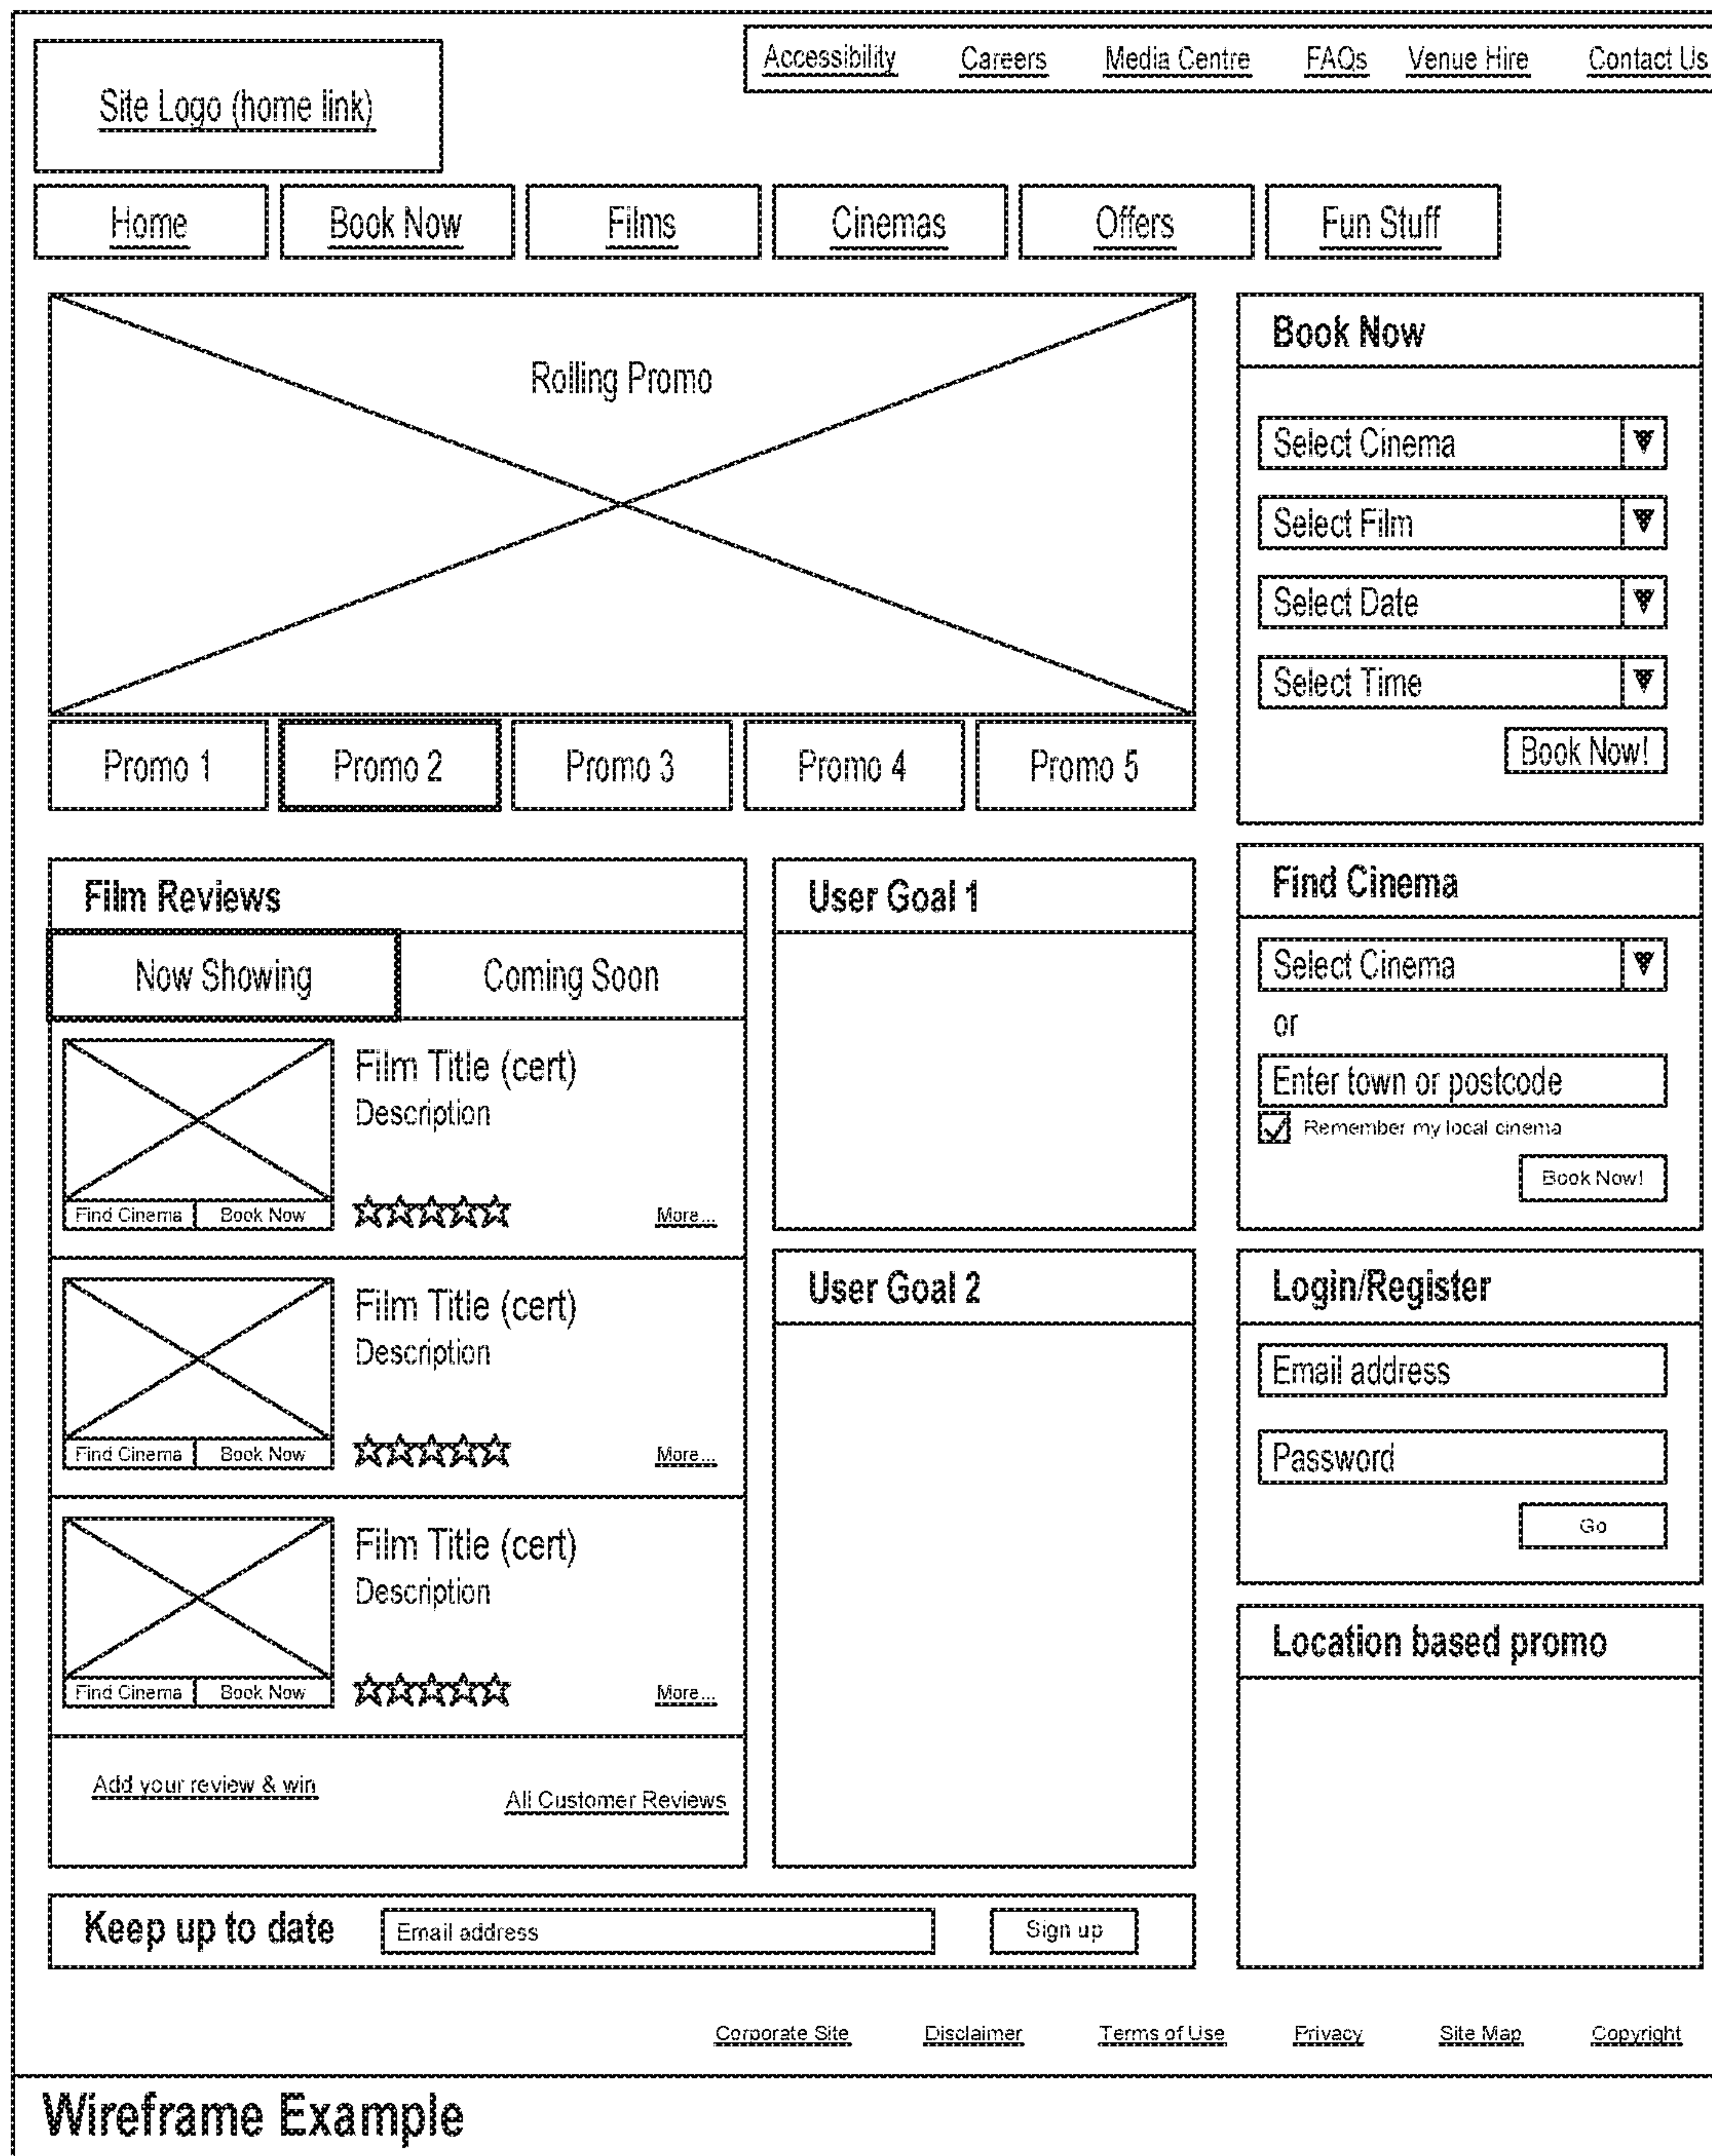 Accessibility Careers Media Centre FAQs Venue Hire Contact Us
Site Logo (home link)
Home Book Now Films Cinemas Offers Fun Stuff
Rolling Promo
Promo 1 Promo 2 Promo 3 Promo 4 Promo 5
Book Now
Select Cinema
Select Film
Select Date
Select Time
Book Now!
Film Reviews
Now Showing Coming Soon
Film Title (cert)
Description
Find Cinema Book Now More...
Film Title (cert)
Description
Find Cinema Book Now More...
Film Title (cert)
Description
Find Cinema Book Now More...
Add your review & win
All Customer Reviews
User Goal 1
User Goal 2
Find Cinema
Select Cinema
or
Enter town or postcode
Remember my local cinema
Book Now!
Login/Register
Email address
Password
Go
Location based promo
Keep up to date Email address Sign up
Corporate Site Disclaimer Terms of Use Privacy Site Map Copyright
Wireframe Example